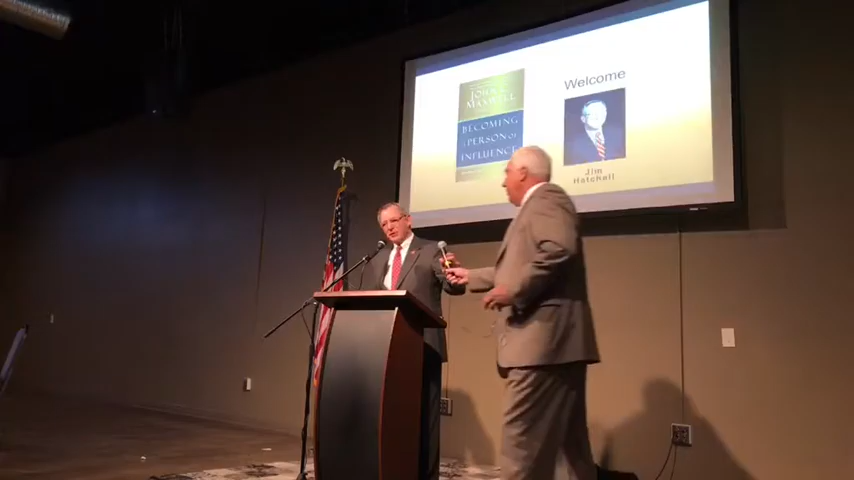 JOHN C.
MAXWELL
BECOMING
A PERSON OF
INFLUENCE
Welcome
Jim
Hatchell